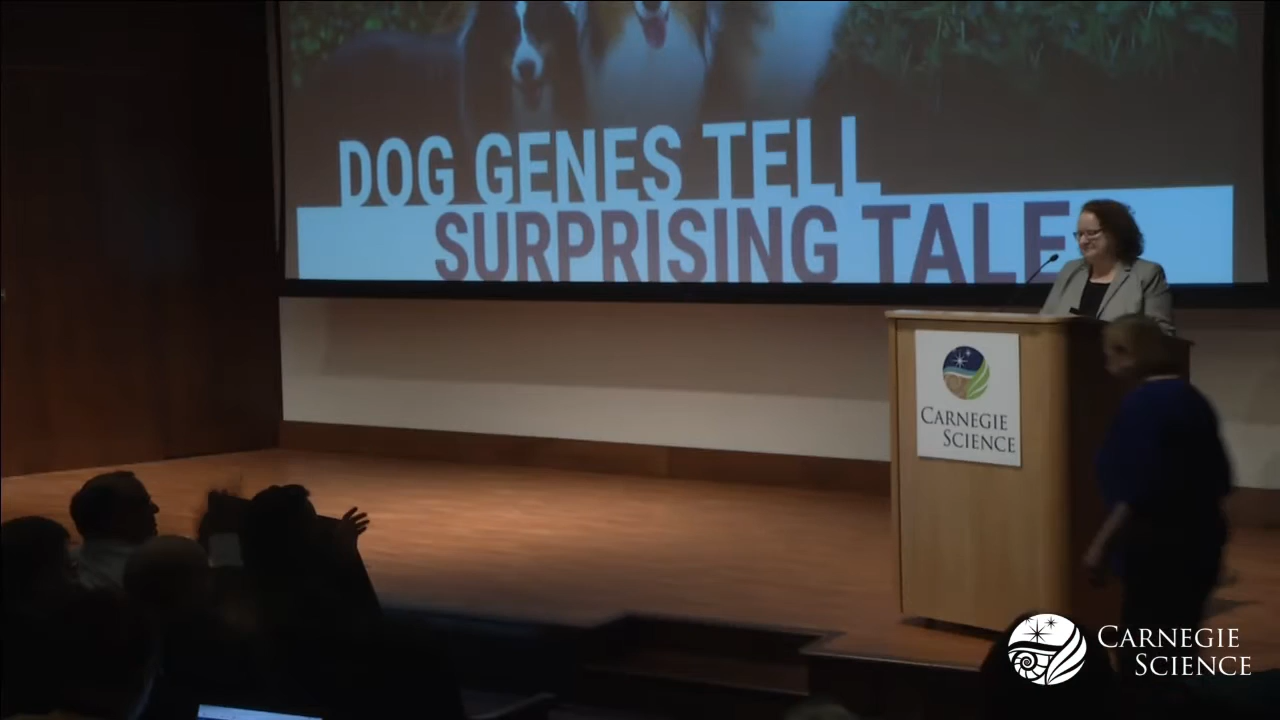 DOG GENES TELL
SURPRISING TALE
CARNEGIE
SCIENCE
CARNEGIE
SCIENCE